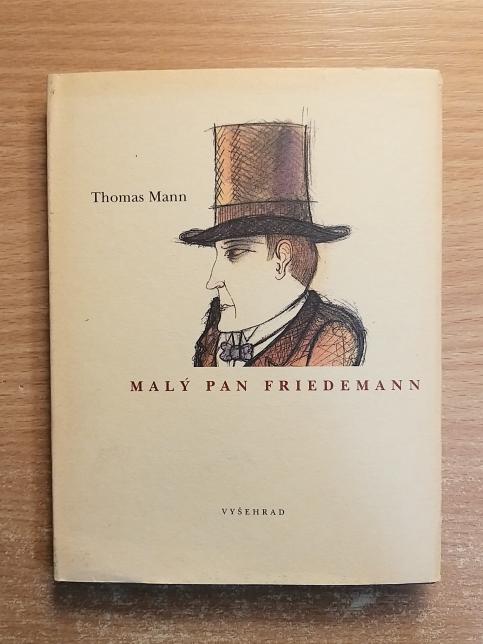 Thomas Mann
MALÝ PAN FRIEDEMANN
VYŠEHRAD